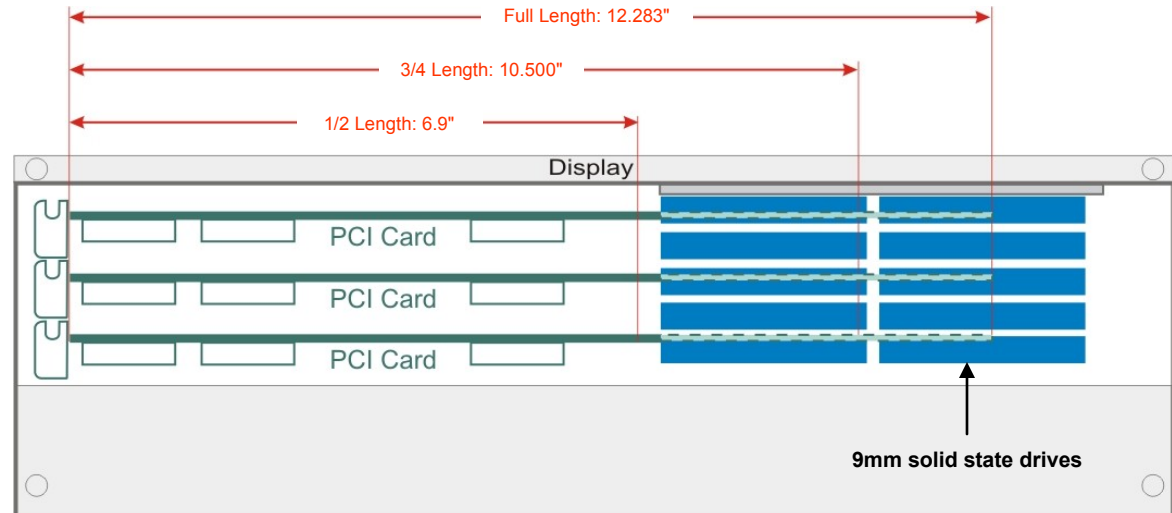 Full Length: 12.283"
3/4 Length: 10.500"
1/2 Length: 6.9"
Display
PCI Card
PCI Card
PCI Card
9mm solid state drives